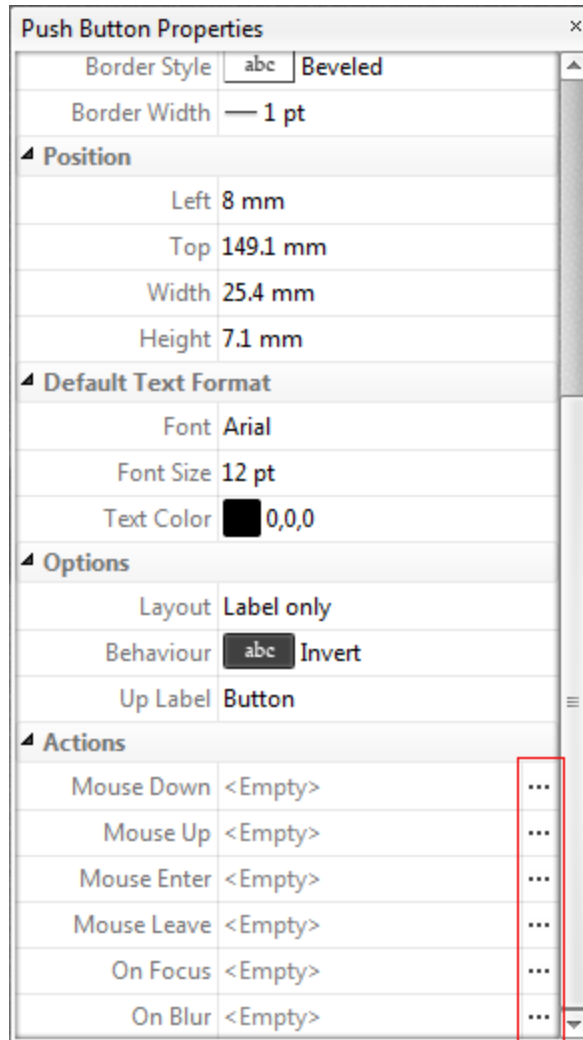 Push Button Properties ×
Border Style abc Beveled
Border Width 1 pt
Position
Left 8 mm
Top 149.1 mm
Width 25.4 mm
Height 7.1 mm
Default Text Format
Font Arial
Font Size 12 pt
Text Color 0,0,0
Options
Layout Label only
Behaviour abc Invert
Up Label Button
Actions
Mouse Down <Empty> ...
Mouse Up <Empty> ...
Mouse Enter <Empty> ...
Mouse Leave <Empty> ...
On Focus <Empty> ...
On Blur <Empty> ...